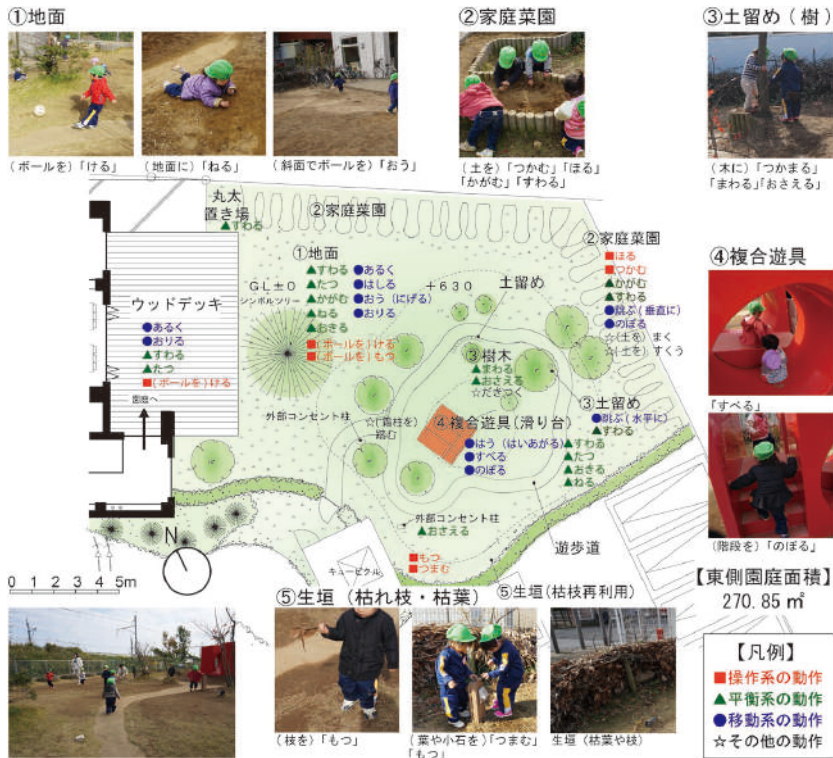 ①地面
②家庭菜園
③土留め(樹)
(ボールを)「ける」
(地面に)「ねる」
(斜面でボールを)「おう」
(土を)「つかむ」「ほる」
「かがむ」「すわる」
(木に)「つかまる」
「まわる」「おさえる」
丸太
置き場
▲すわる
②家庭菜園
②家庭菜園
■ほる
■つかむ
▲かがむ
▲すわる
●跳ぶ(垂直に)
●のぼる
☆(土を)まく
☆(土を)すくう
①地面
▲すわる ●あるく
▲たつ ●はしる
▲かがむ ●おう(にげる)
▲ねる ●おりる
▲おきる
■(ボールを)ける
■(ボールを)もつ
GL±0
シンボルツリー
+630
土留め
ウッドデッキ
●あるく
●おりる
▲すわる
▲たつ
■(ボールを)ける
園庭へ
③樹木
▲まわる
▲おさえる
☆だきつく
③土留め
●跳ぶ(水平に)
▲すわる
外部コンセント柱
☆(霜柱を)
踏む
④複合遊具(滑り台)
●はう(はいあがる)
●すべる
●のぼる
▲すわる
▲たつ
▲おきる
▲ねる
外部コンセント柱
▲おさえる
遊歩道
■もつ
■つまむ
キュービクル
N
0 1 2 3 4 5m
④複合遊具
「すべる」
(階段を)「のぼる」
【東側園庭面積】
270.85㎡
⑤生垣(枯れ枝・枯葉)
⑤生垣(枯枝再利用)
(枝を)「もつ」
(葉や小石を)「つまむ」
「もつ」
生垣(枯葉や枝)
【凡例】
■操作系の動作
▲平衡系の動作
●移動系の動作
☆その他の動作